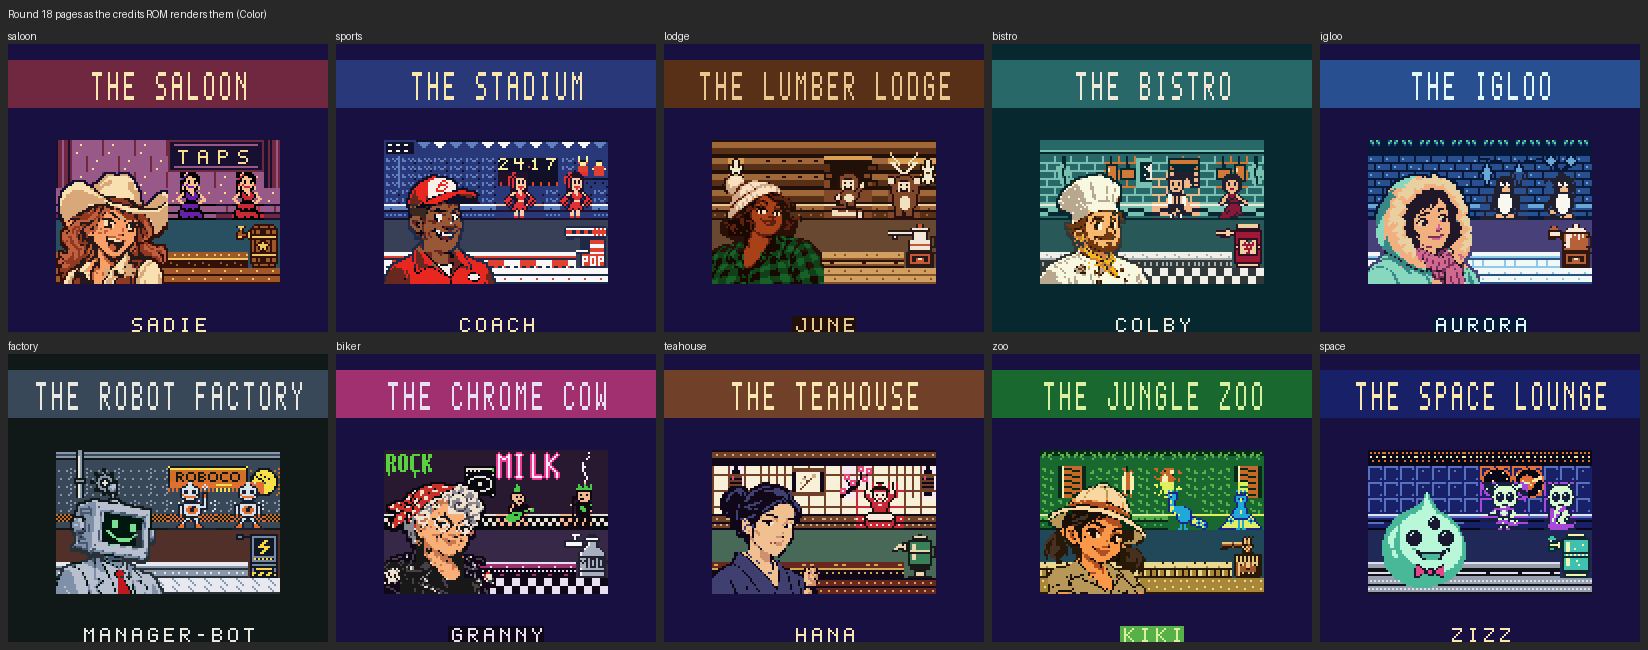 Round 18 pages as the credits ROM renders them (Color)
saloon
THE SALOON
TAPS
SADIE
sports
THE STADIUM
24:17
POP
COACH
lodge
THE LUMBER LODGE
JUNE
bistro
THE BISTRO
COLBY
igloo
THE IGLOO
AURORA
factory
THE ROBOT FACTORY
ROBOCO
MANAGER-BOT
biker
THE CHROME COW
ROCK
MILK
MOO
GRANNY
teahouse
THE TEAHOUSE
HANA
zoo
THE JUNGLE ZOO
KIKI
space
THE SPACE LOUNGE
ZIZZ